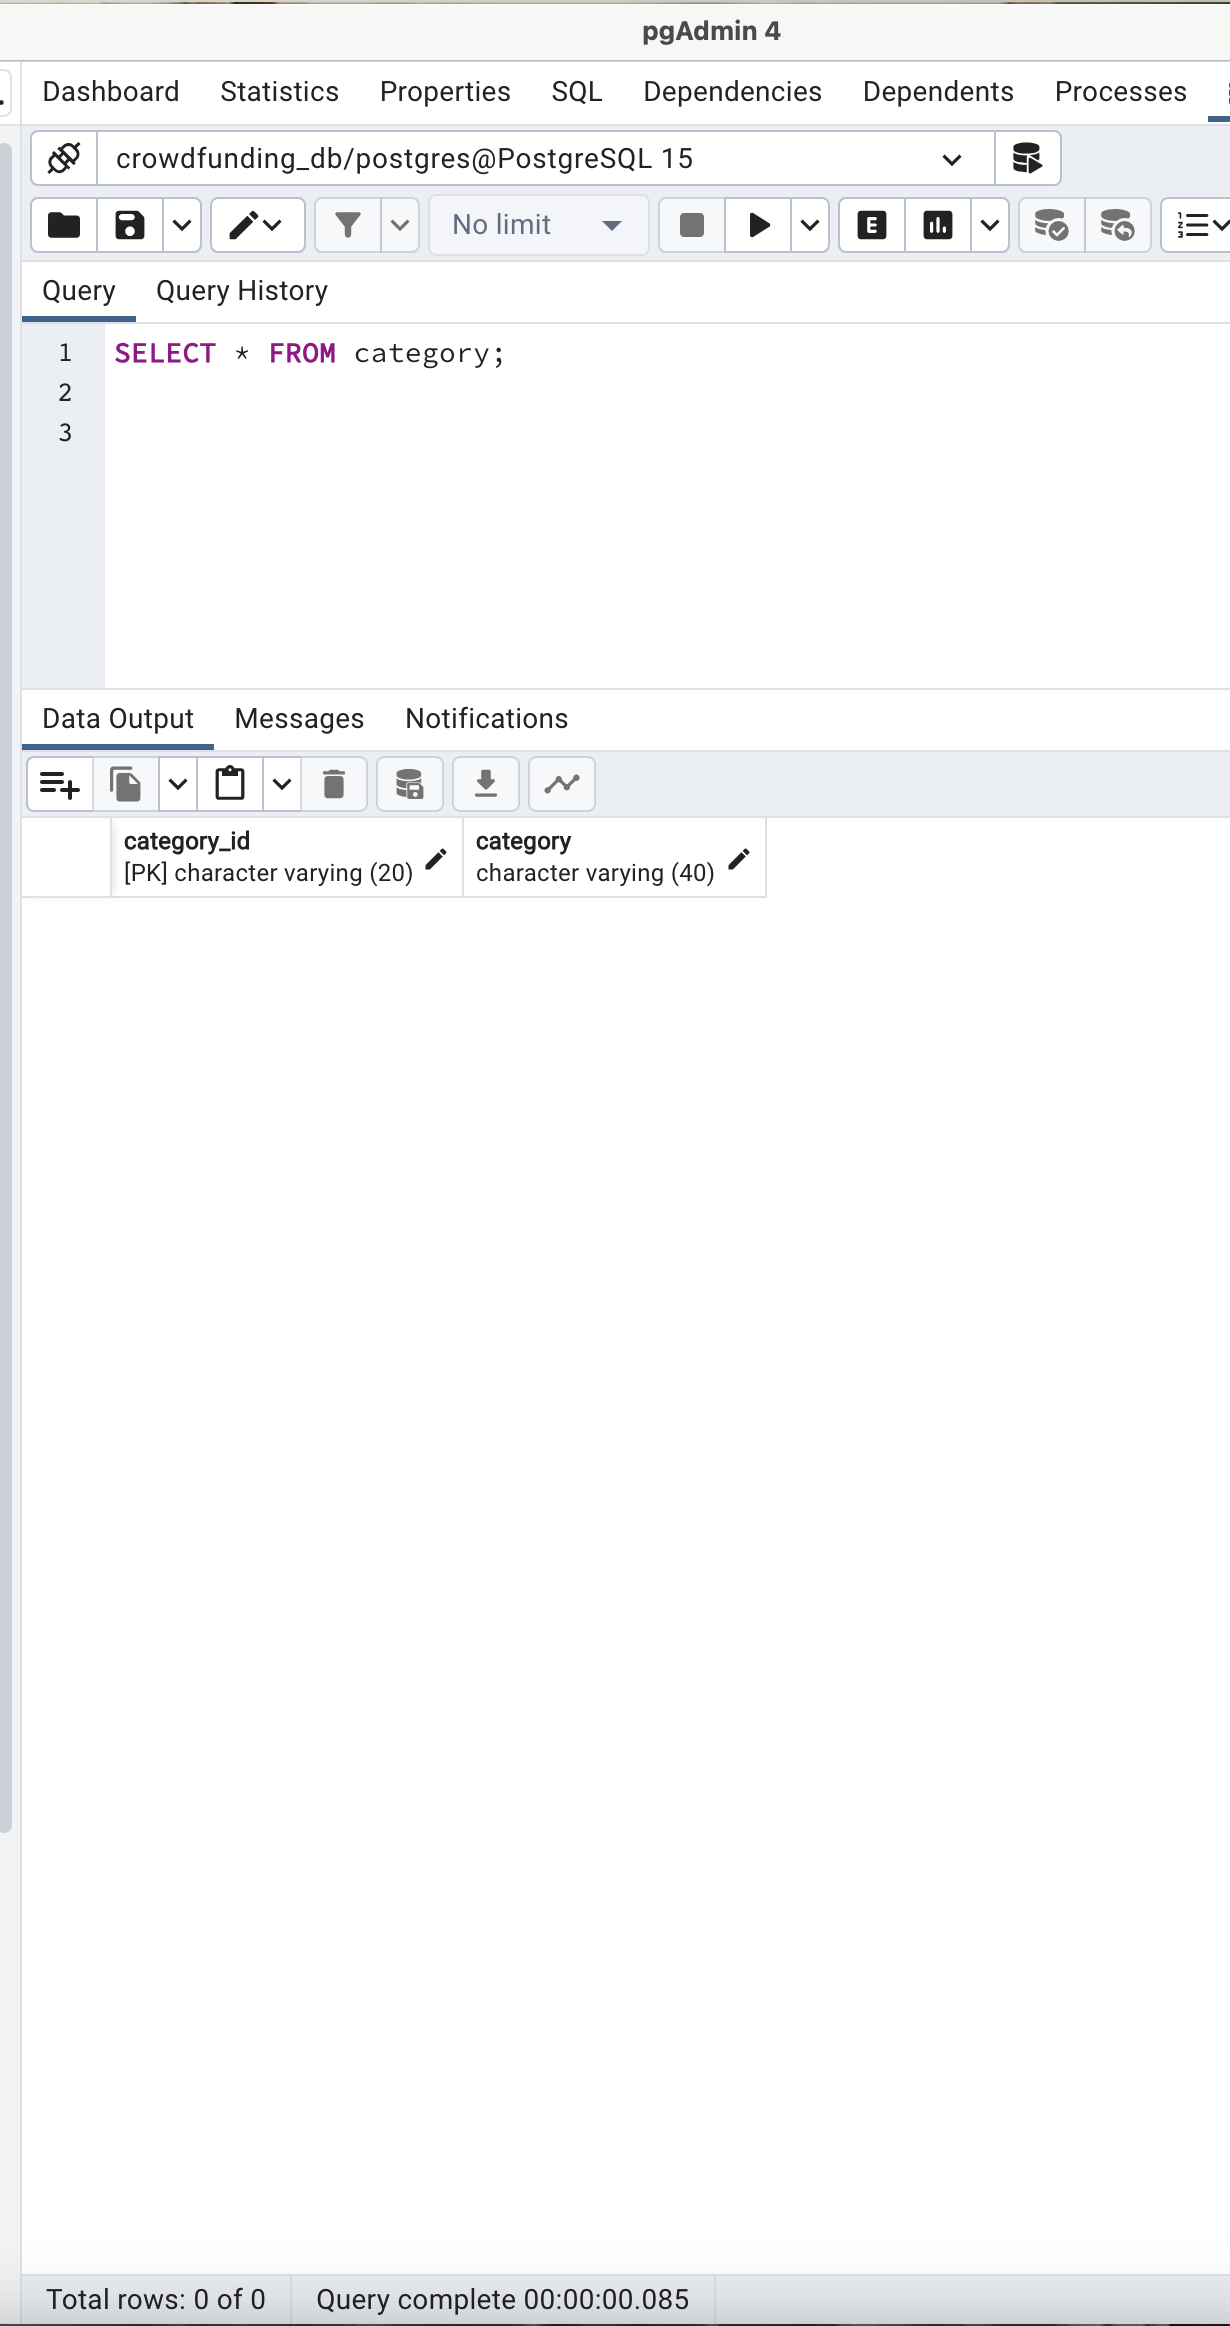 pgAdmin 4
Dashboard Statistics Properties SQL Dependencies Dependents Processes
crowdfunding_db/postgres@PostgreSQL 15
No limit
E
Query Query History
1 SELECT * FROM category;
2
3
Data Output Messages Notifications
category_id category
[PK] character varying (20) character varying (40)
Total rows: 0 of 0 Query complete 00:00:00.085